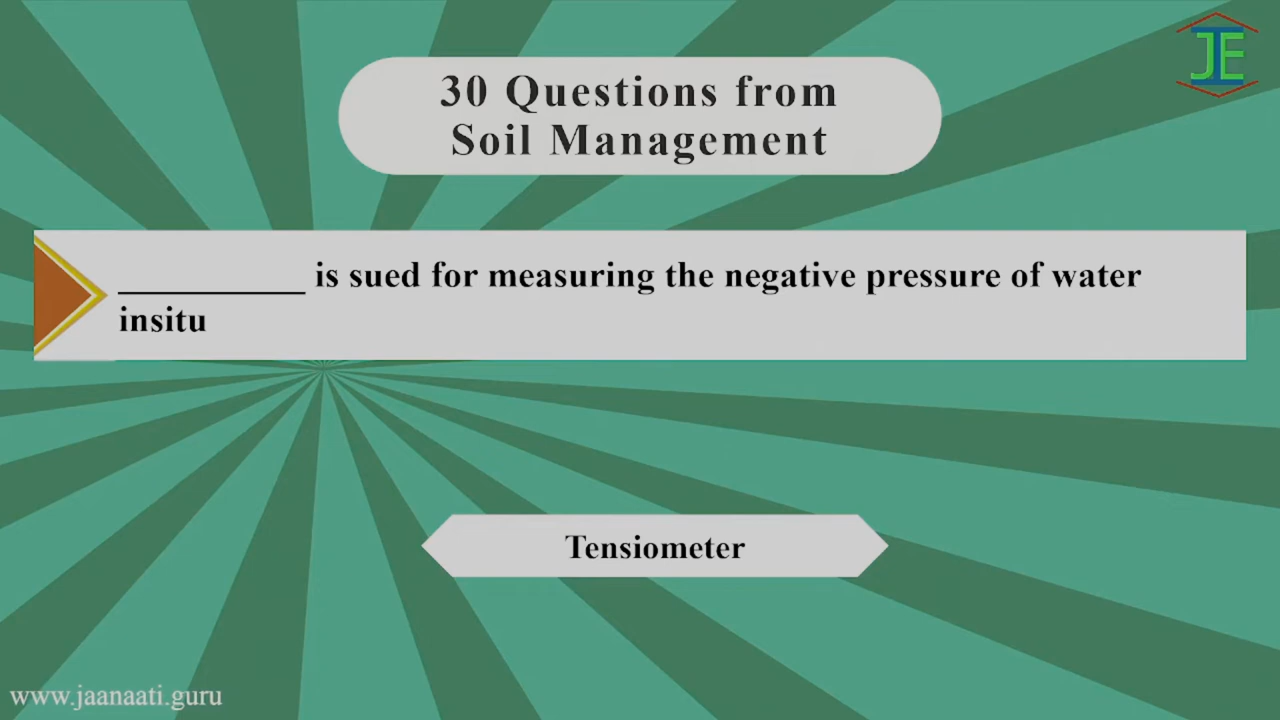 JE
30 Questions from
Soil Management
__________ is sued for measuring the negative pressure of water
insitu
Tensiometer
www.jaanaati.guru